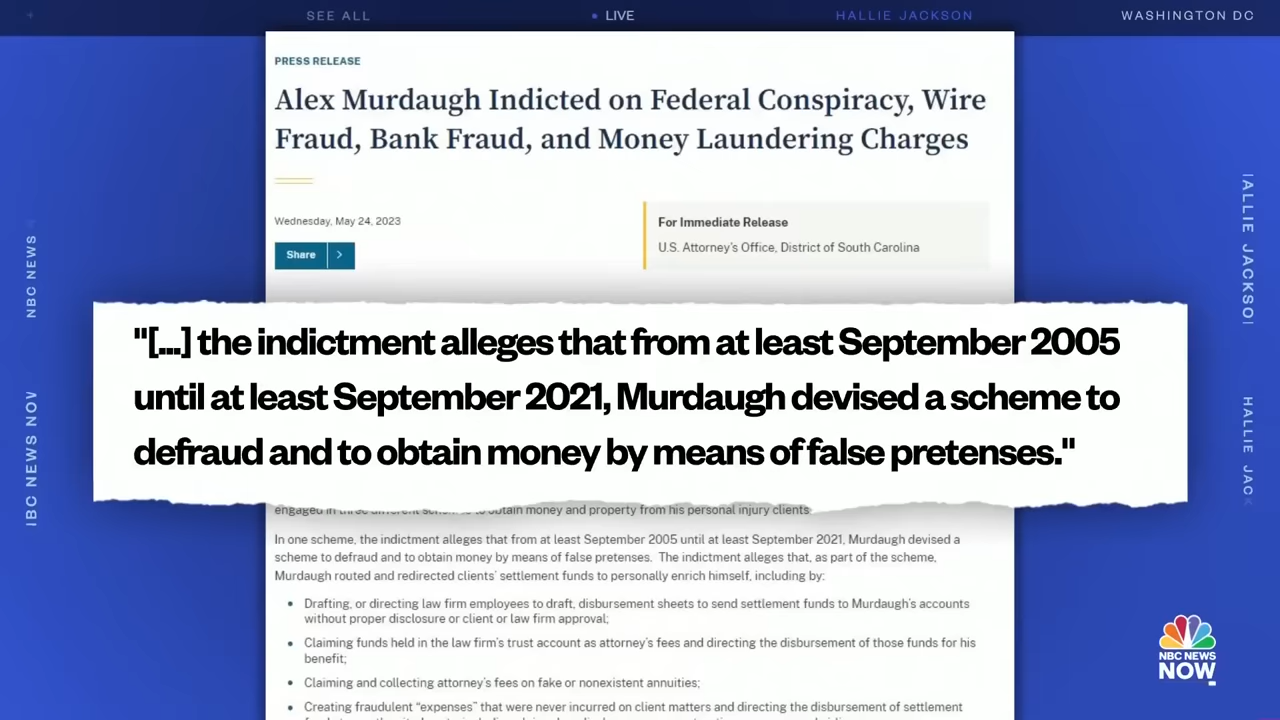 SEE ALL
LIVE
HALLIE JACKSON
WASHINGTON DC
PRESS RELEASE
Alex Murdaugh Indicted on Federal Conspiracy, Wire
Fraud, Bank Fraud, and Money Laundering Charges
Wednesday, May 24, 2023
Share
For Immediate Release
U.S. Attorney's Office, District of South Carolina
"[...] the indictment alleges that from at least September 2005
until at least September 2021, Murdaugh devised a scheme to
defraud and to obtain money by means of false pretenses."
engaged in three different to obtain money and property from his personal injury clients
In one scheme, the indictment alleges that from at least September 2005 until at least September 2021, Murdaugh devised a
scheme to defraud and to obtain money by means of false pretenses. The indictment alleges that, as part of the scheme,
Murdaugh routed and redirected clients' settlement funds to personally enrich himself, including by:
• Drafting, or directing law firm employees to draft, disbursement sheets to send settlement funds to Murdaugh's accounts
without proper disclosure or client or law firm approval;
• Claiming funds held in the law firm's trust account as attorney's fees and directing the disbursement of those funds for his
benefit;
• Claiming and collecting attorney's fees on fake or nonexistent annuities;
• Creating fraudulent “expenses” that were never incurred on client matters and directing the disbursement of settlement
NBC NEWS
NBC NEWS
HALLIE
NBC NEWS
NOW